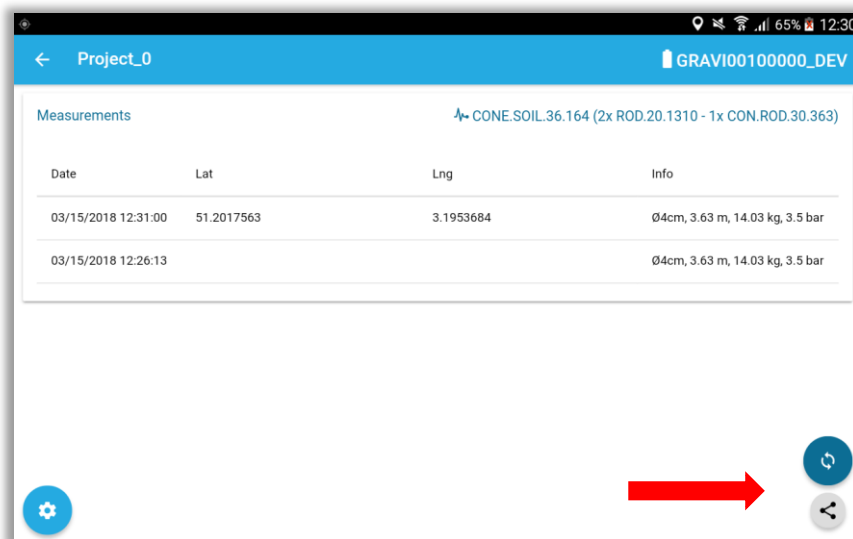 65% 12:30
Project_0 GRAVI00100000_DEV
Measurements CONE.SOIL.36.164 (2x ROD.20.1310 - 1x CON.ROD.30.363)
Date Lat Lng Info
03/15/2018 12:31:00 51.2017563 3.1953684 Ø4cm, 3.63 m, 14.03 kg, 3.5 bar
03/15/2018 12:26:13 Ø4cm, 3.63 m, 14.03 kg, 3.5 bar